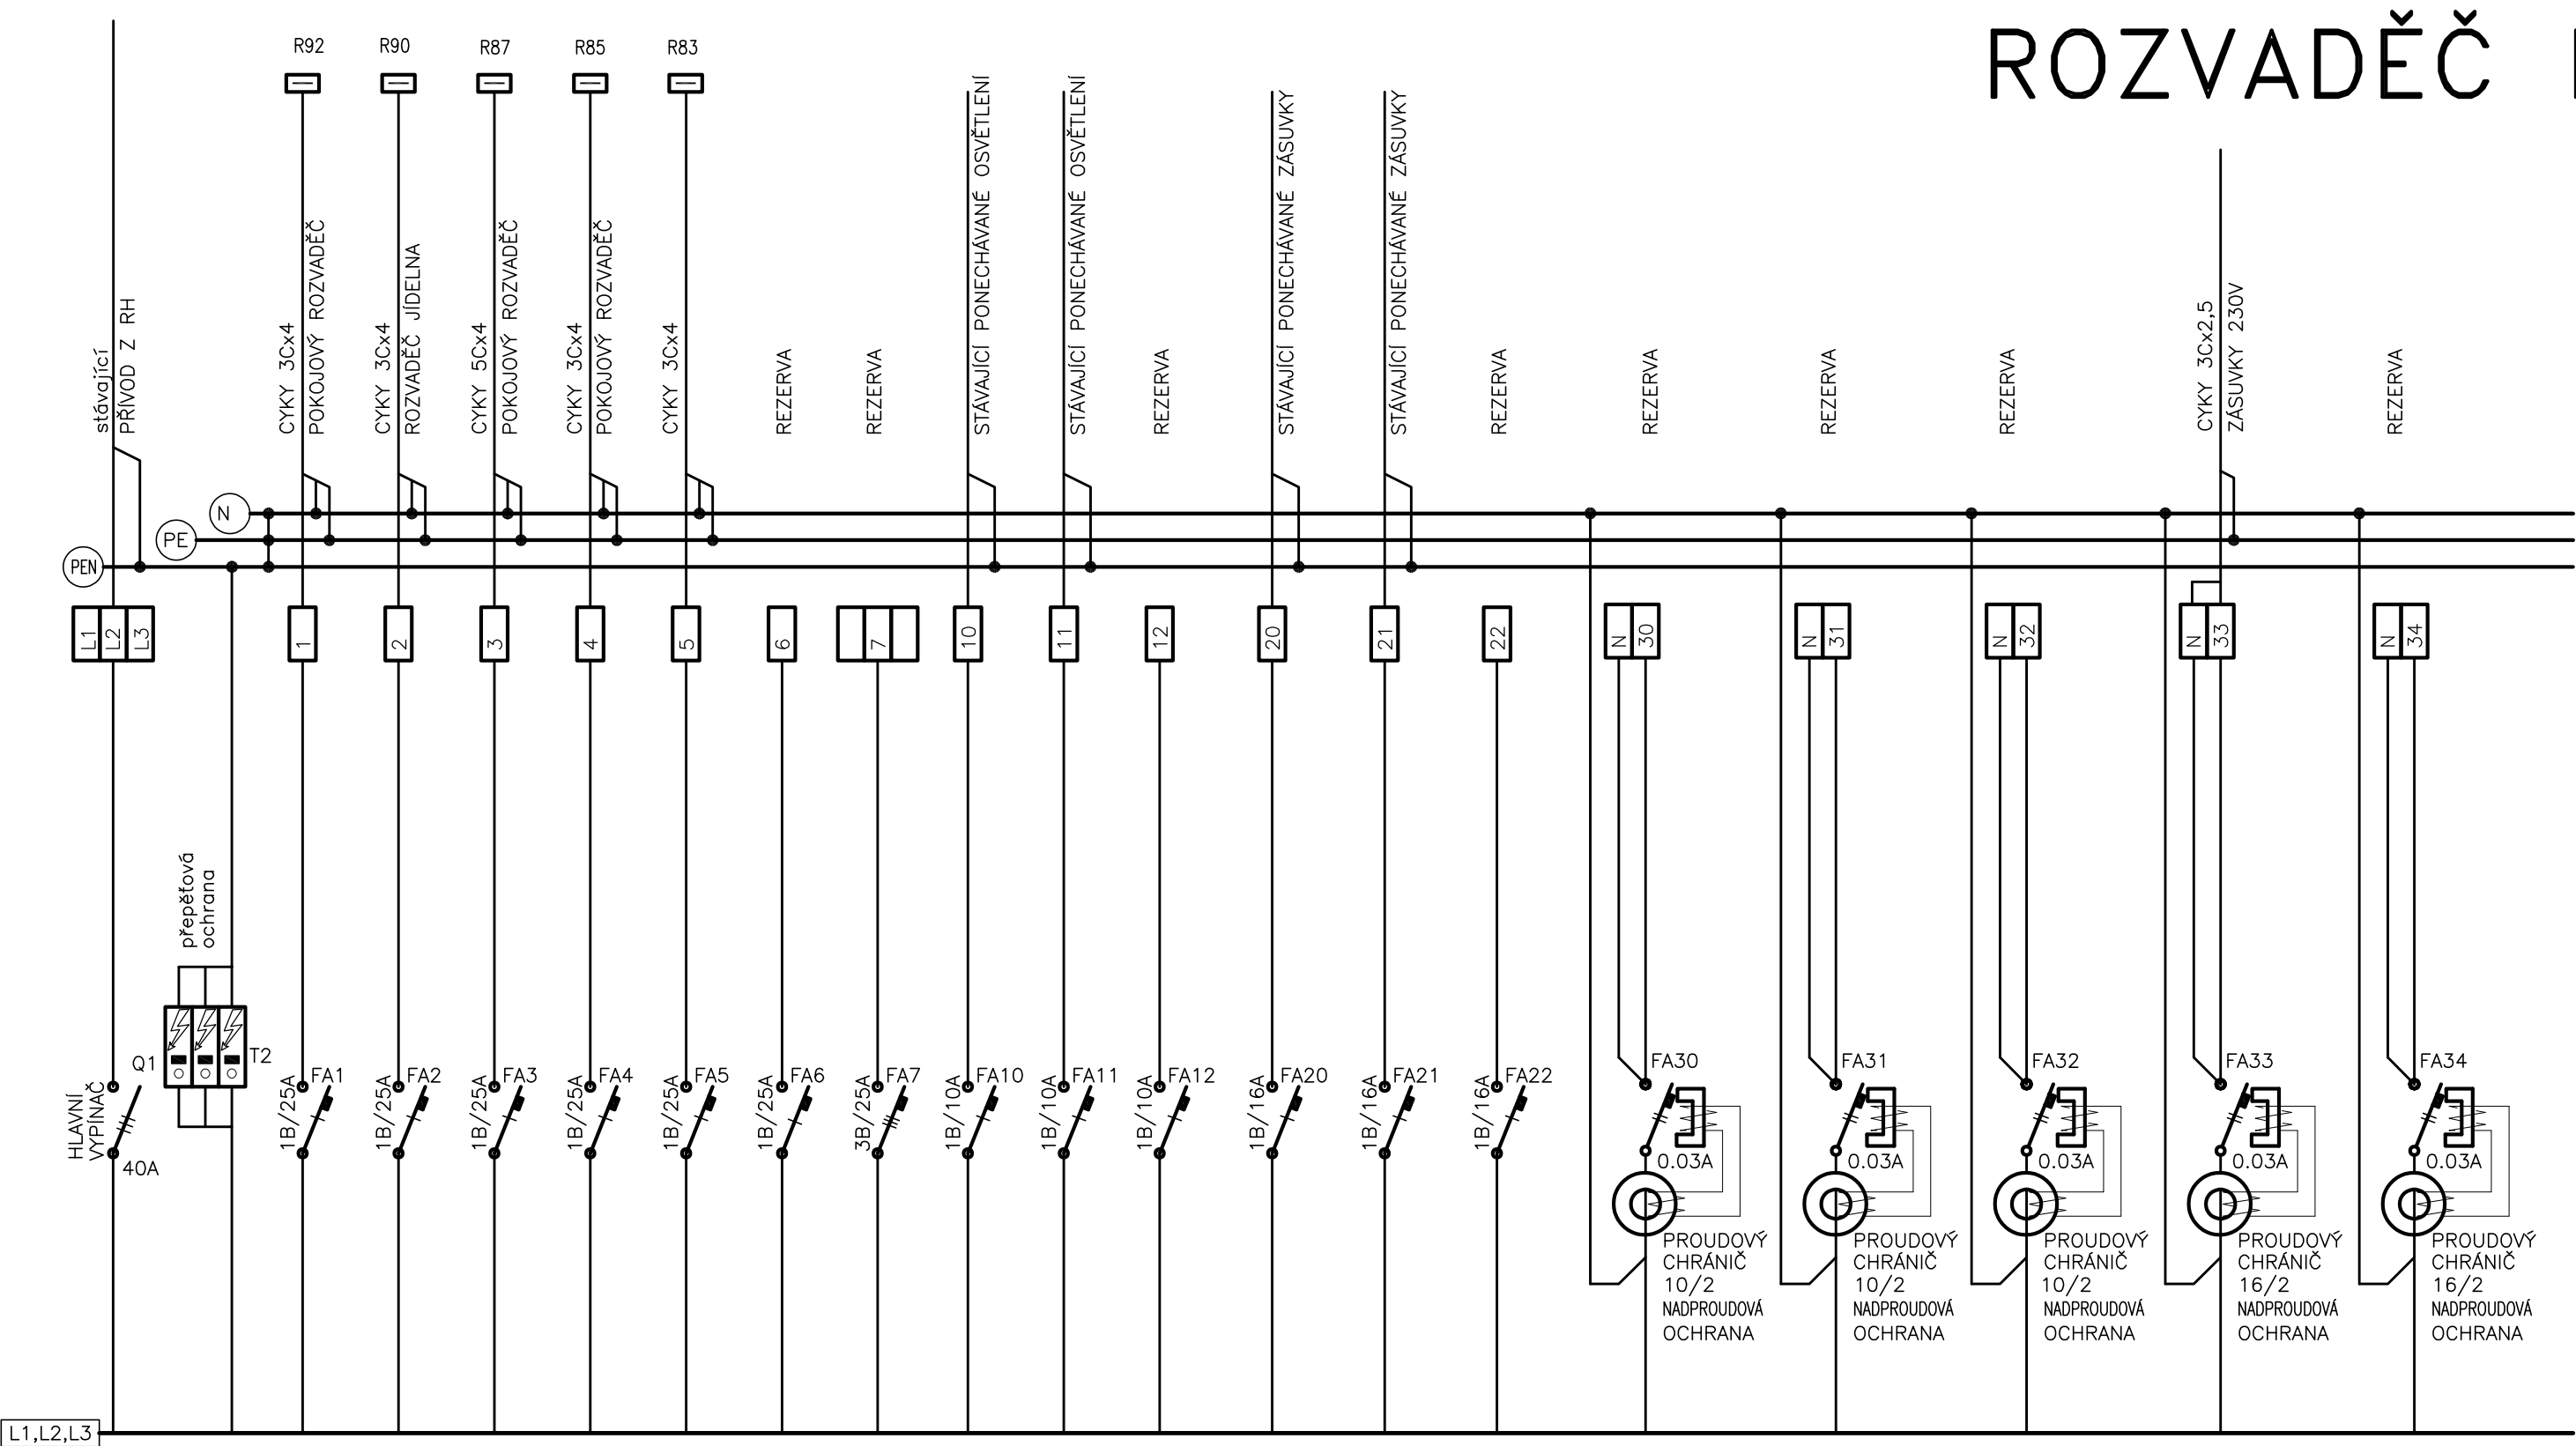 ROZVADĚČ
R92
R90
R87
R85
R83
stávající
PŘÍVOD Z RH
CYKY 3Cx4
POKOJOVÝ ROZVADĚČ
CYKY 3Cx4
ROZVADĚČ JÍDELNA
CYKY 5Cx4
POKOJOVÝ ROZVADĚČ
CYKY 3Cx4
POKOJOVÝ ROZVADĚČ
CYKY 3Cx4
REZERVA
REZERVA
STÁVAJÍCÍ PONECHÁVANÉ OSVĚTLENÍ
STÁVAJÍCÍ PONECHÁVANÉ OSVĚTLENÍ
REZERVA
STÁVAJÍCÍ PONECHÁVANÉ ZÁSUVKY
STÁVAJÍCÍ PONECHÁVANÉ ZÁSUVKY
REZERVA
REZERVA
REZERVA
REZERVA
CYKY 3Cx2,5
ZÁSUVKY 230V
REZERVA
N
PE
PEN
L1
L2
L3
1
2
3
4
5
6
7
10
11
12
20
21
22
N
30
N
31
N
32
N
33
N
34
přepěťová
ochrana
HLAVNÍ
VYPÍNAČ
Q1
40A
T2
1B/25A
FA1
1B/25A
FA2
1B/25A
FA3
1B/25A
FA4
1B/25A
FA5
1B/25A
FA6
3B/25A
FA7
1B/10A
FA10
1B/10A
FA11
1B/10A
FA12
1B/16A
FA20
1B/16A
FA21
1B/16A
FA22
FA30
0.03A
PROUDOVÝ
CHRÁNIČ
10/2
NADPROUDOVÁ
OCHRANA
FA31
0.03A
PROUDOVÝ
CHRÁNIČ
10/2
NADPROUDOVÁ
OCHRANA
FA32
0.03A
PROUDOVÝ
CHRÁNIČ
10/2
NADPROUDOVÁ
OCHRANA
FA33
0.03A
PROUDOVÝ
CHRÁNIČ
16/2
NADPROUDOVÁ
OCHRANA
FA34
0.03A
PROUDOVÝ
CHRÁNIČ
16/2
NADPROUDOVÁ
OCHRANA
L1,L2,L3